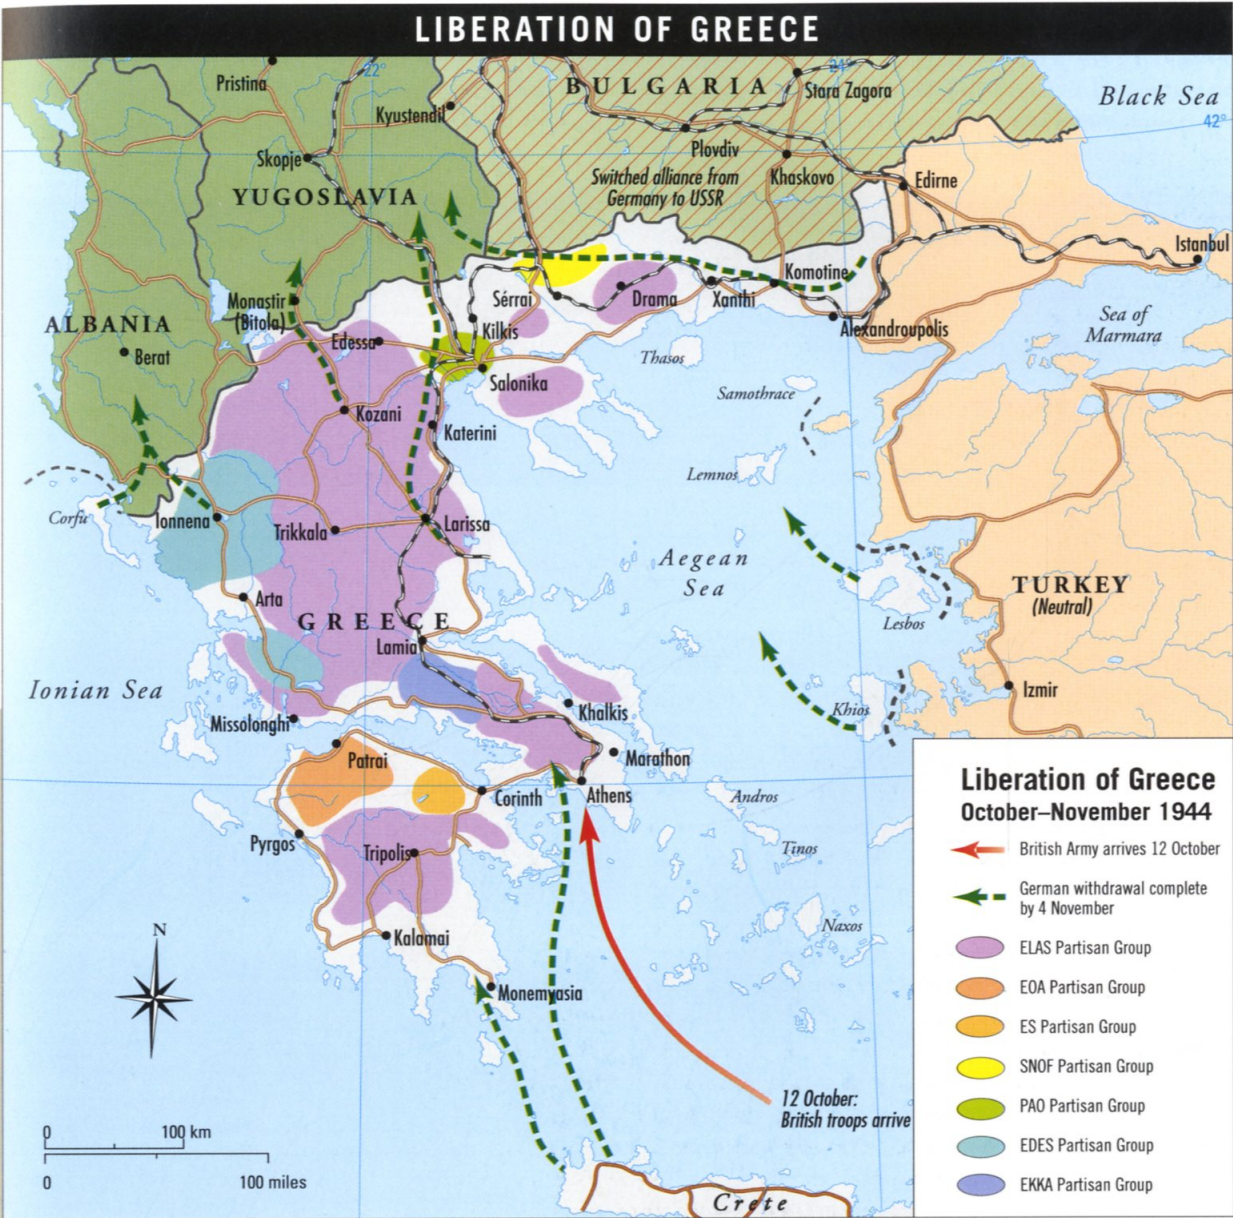 LIBERATION OF GREECE
22°
24°
BULGARIA
Pristina
Stara Zagora
Black Sea
Kyustendil
42°
Plovdiv
Skopje
Khaskovo
Edirne
Switched alliance from
Germany to USSR
YUGOSLAVIA
Istanbul
Komotine
Monastir
(Bitola)
Sérrai
Drama
Xanthi
Alexandroupolis
Sea of
Marmara
ALBANIA
Kilkis
Edessa
Berat
Thasos
Salonika
Samothrace
Kozani
Katerini
Lemnos
Corfu
Ionnena
Trikkala
Larissa
Aegean
Sea
TURKEY
(Neutral)
Arta
GREECE
Lesbos
Lamia
Ionian Sea
Izmir
Khios
Khalkis
Missolonghi
Marathon
Patrai
Corinth
Athens
Andros
Pyrgos
Tinos
Tripolis
Naxos
Kalamai
N
Monemvasia
12 October:
British troops arrive
0 100 km
0 100 miles
Crete
Liberation of Greece
October–November 1944
British Army arrives 12 October
German withdrawal complete
by 4 November
ELAS Partisan Group
EOA Partisan Group
ES Partisan Group
SNOF Partisan Group
PAO Partisan Group
EDES Partisan Group
EKKA Partisan Group